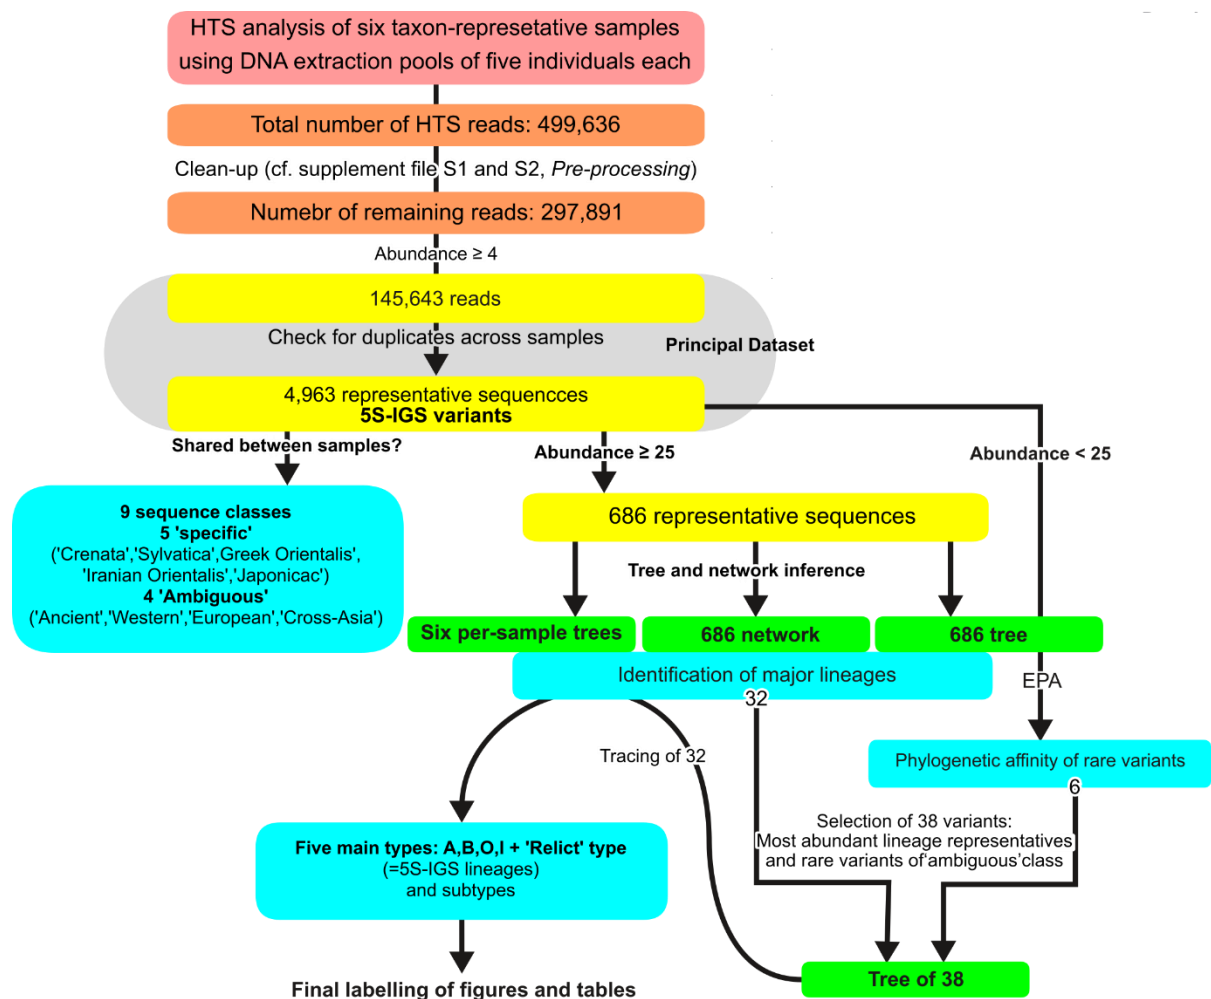 HTS analysis of six taxon-represetative samples
using DNA extraction pools of five individuals each
Total number of HTS reads: 499,636
Clean-up (cf. supplement file S1 and S2, Pre-processing)
Numebr of remaining reads: 297,891
Abundance ≥ 4
145,643 reads
Check for duplicates across samples
Principal Dataset
4,963 representative sequencces
5S-IGS variants
Shared between samples?
Abundance ≥ 25
Abundance < 25
9 sequence classes
5 'specific'
('Crenata','Sylvatica',Greek Orientalis',
'Iranian Orientalis','Japonicac')
4 'Ambiguous'
('Ancient','Western','European','Cross-Asia')
686 representative sequences
Tree and network inference
Six per-sample trees
686 network
686 tree
Identification of major lineages
32
EPA
Tracing of 32
Phylogenetic affinity of rare variants
6
Selection of 38 variants:
Most abundant lineage representatives
and rare variants of'ambiguous'class
Five main types: A,B,O,I + 'Relict' type
(=5S-IGS lineages)
and subtypes
Tree of 38
Final labelling of figures and tables